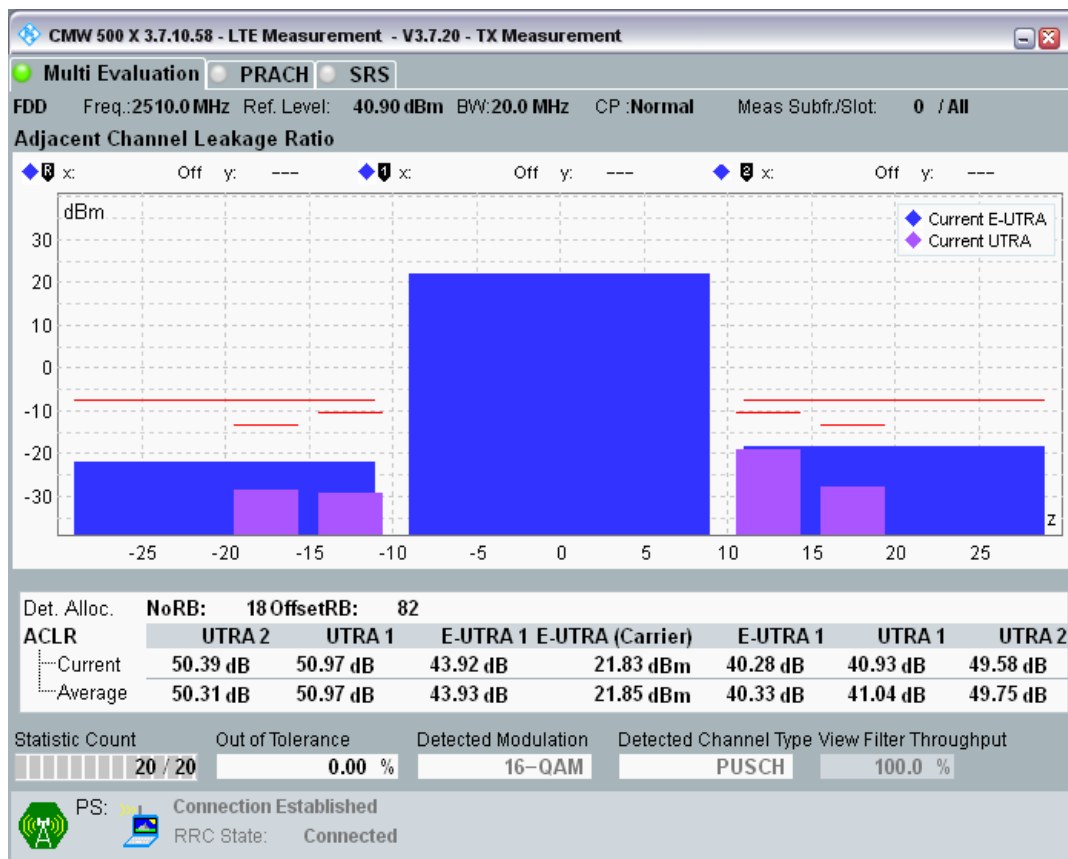 CMW 500 X 3.7.10.58 - LTE Measurement - V3.7.20 - TX Measurement
Multi Evaluation PRACH SRS
FDD Freq.:2510.0 MHz Ref. Level: 40.90 dBm BW:20.0 MHz CP :Normal Meas Subfr./Slot: 0 / All
Adjacent Channel Leakage Ratio
R x: Off y: --- 1 x: Off y: --- 2 x: Off y: ---
dBm
Current E-UTRA
Current UTRA
30
20
10
0
-10
-20
-30
z
-25 -20 -15 -10 -5 0 5 10 15 20 25
Det. Alloc. NoRB: 18 OffsetRB: 82
ACLR UTRA 2 UTRA 1 E-UTRA 1 E-UTRA (Carrier) E-UTRA 1 UTRA 1 UTRA 2
Current 50.39 dB 50.97 dB 43.92 dB 21.83 dBm 40.28 dB 40.93 dB 49.58 dB
Average 50.31 dB 50.97 dB 43.93 dB 21.85 dBm 40.33 dB 41.04 dB 49.75 dB
Statistic Count Out of Tolerance Detected Modulation Detected Channel Type View Filter Throughput
20 / 20 0.00 % 16-QAM PUSCH 100.0 %
PS: Connection Established
RRC State: Connected